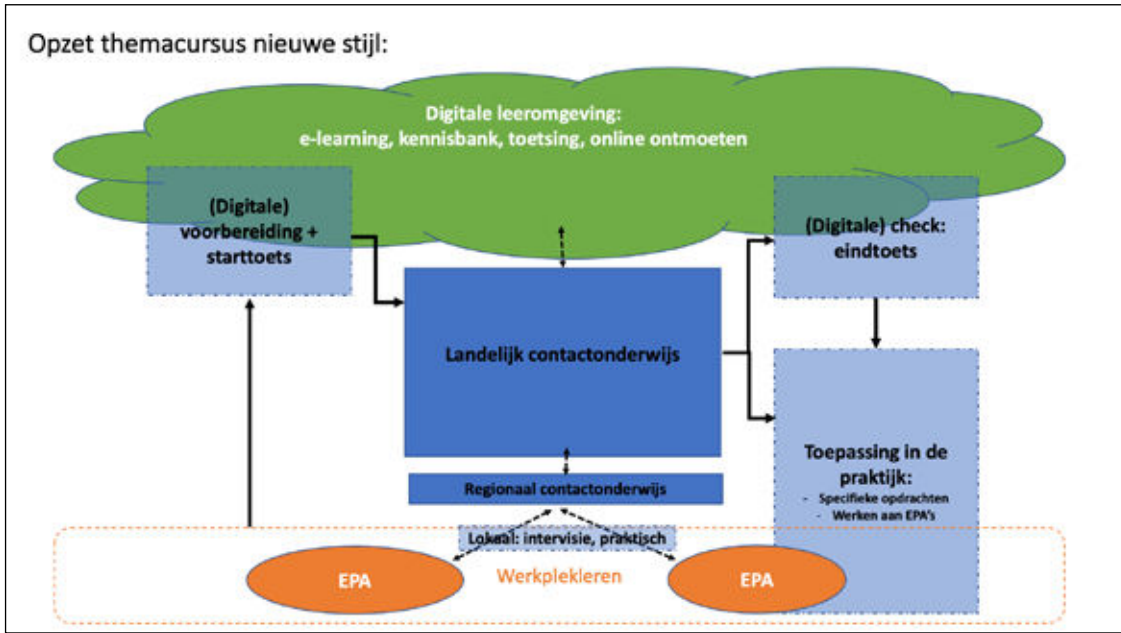 Opzet themacursus nieuwe stijl:
Digitale leeromgeving:
e-learning, kennisbank, toetsing, online ontmoeten
(Digitale)
voorbereiding +
starttoets
(Digitale) check:
eindtoets
Landelijk contactonderwijs
Toepassing in de
praktijk:
- Specifieke opdrachten
- Werken aan EPA's
Regionaal contactonderwijs
Lokaal: intervisie, praktisch
EPA
Werkplekleren
EPA